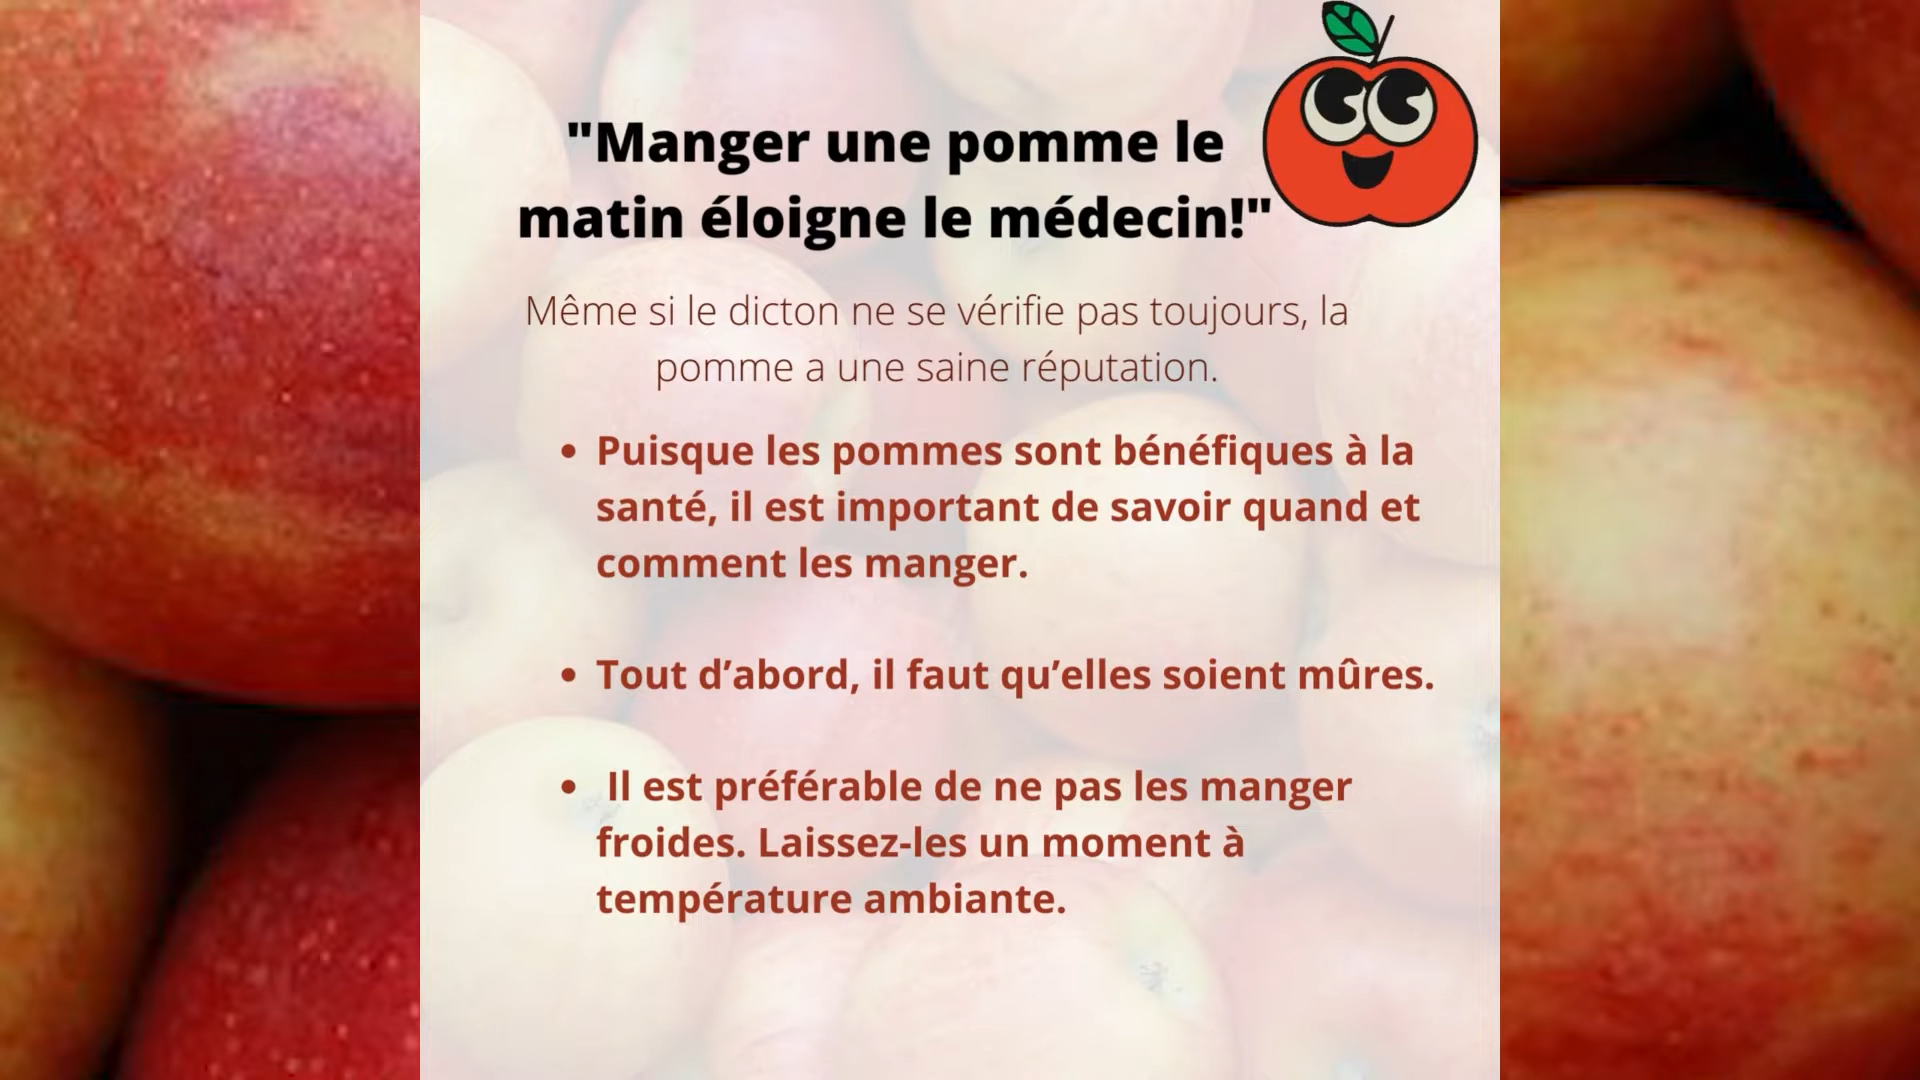 "Manger une pomme le
matin éloigne le médecin!"
Même si le dicton ne se vérifie pas toujours, la
pomme a une saine réputation.
• Puisque les pommes sont bénéfiques à la
santé, il est important de savoir quand et
comment les manger.
• Tout d’abord, il faut qu’elles soient mûres.
• Il est préférable de ne pas les manger
froides. Laissez-les un moment à
température ambiante.